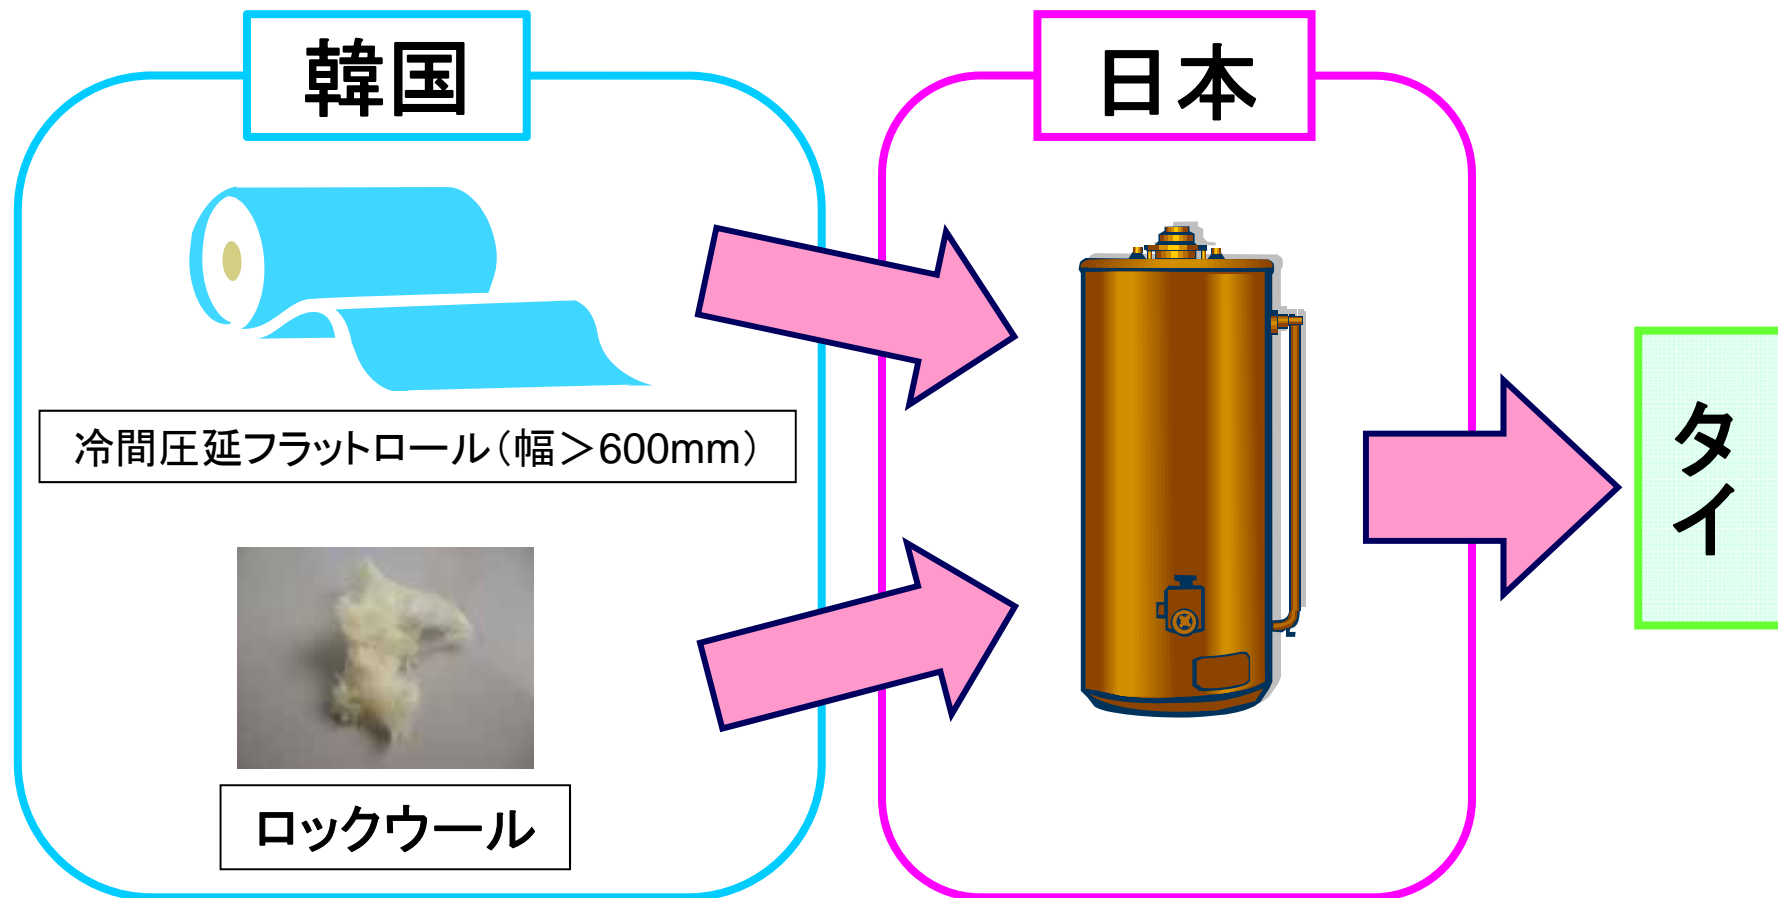 韓国
日本
冷間圧延フラットロール（幅＞600mm）
ロックウール
タイ